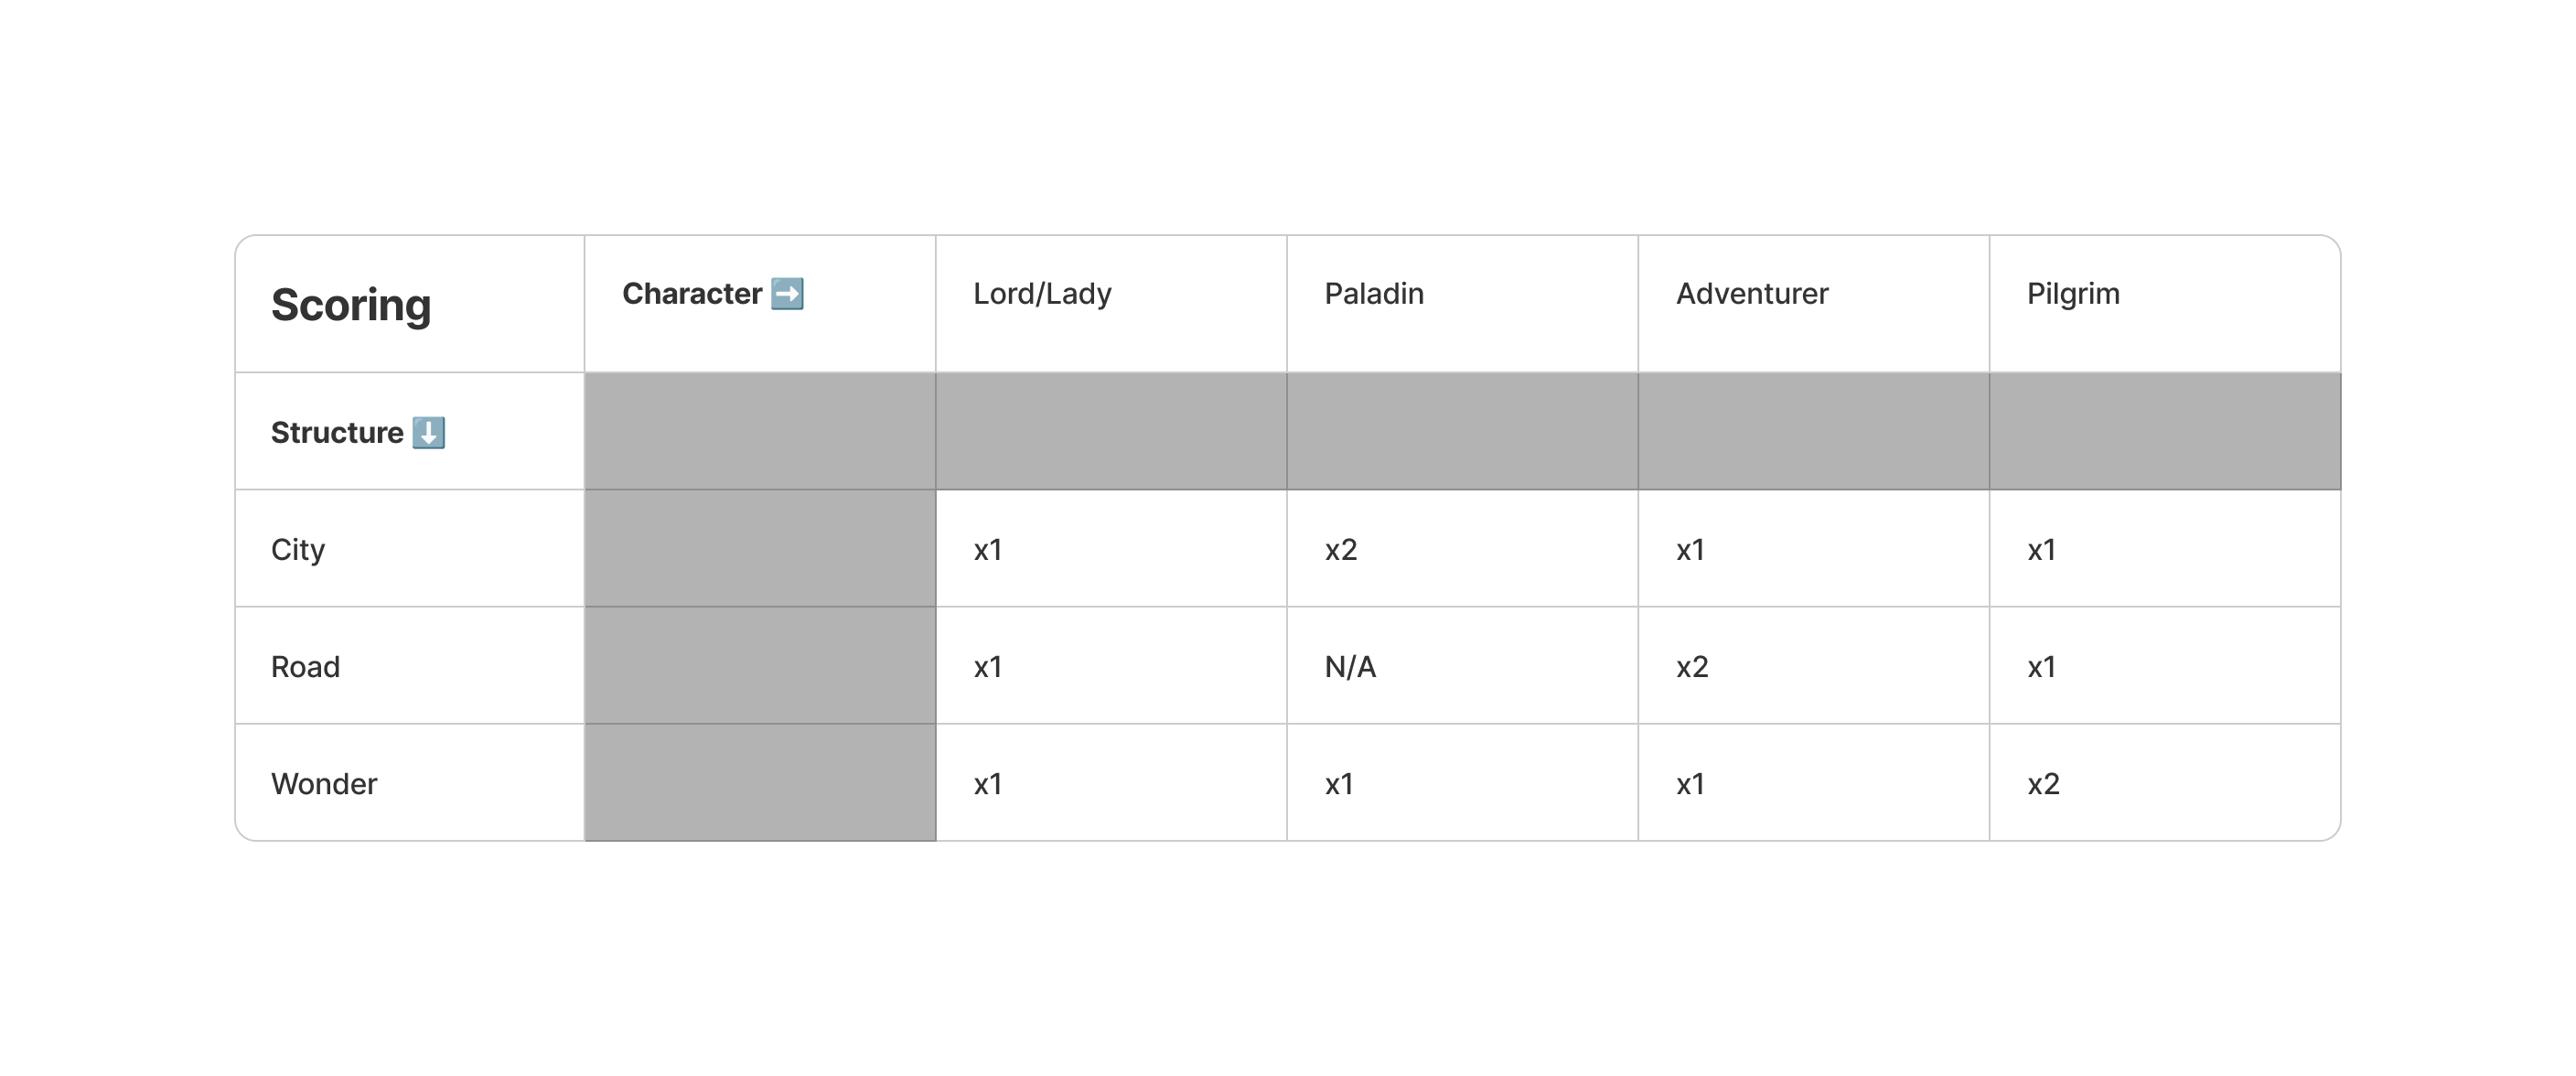 Scoring
Character ➡️
Lord/Lady
Paladin
Adventurer
Pilgrim
Structure ⬇️
City
x1
x2
x1
x1
Road
x1
N/A
x2
x1
Wonder
x1
x1
x1
x2